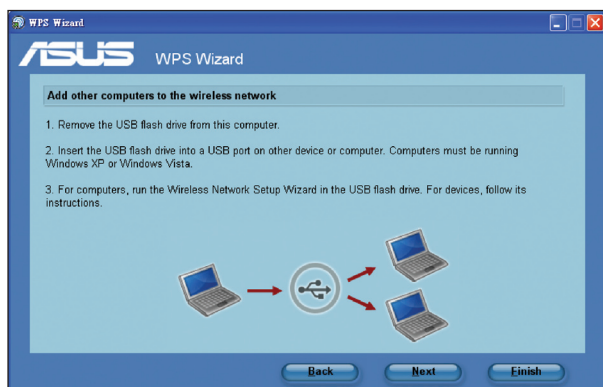 WPS Wizard
ASUS WPS Wizard
Add other computers to the wireless network
1. Remove the USB flash drive from this computer.
2. Insert the USB flash drive into a USB port on other device or computer. Computers must be running
Windows XP or Windows Vista.
3. For computers, run the Wireless Network Setup Wizard in the USB flash drive. For devices, follow its
instructions.
Back Next Finish